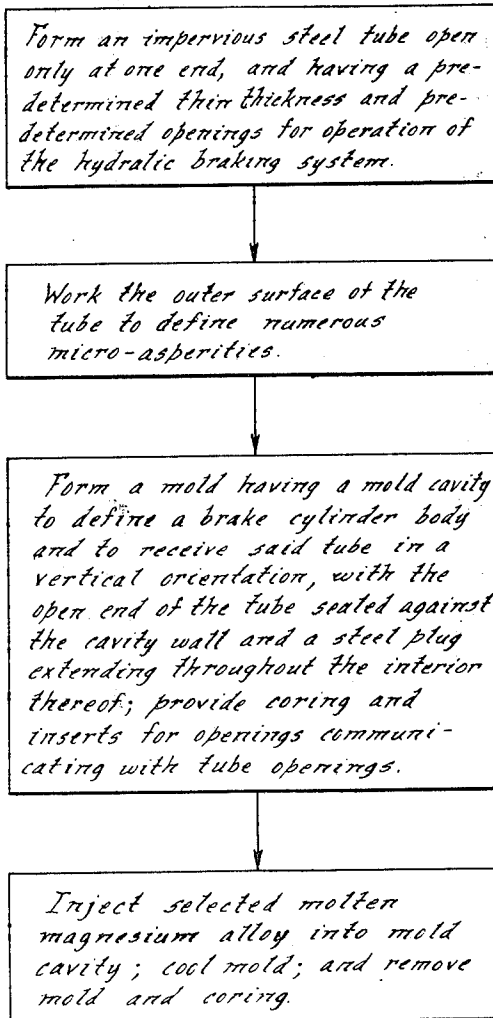 Form an impervious steel tube open
only at one end, and having a pre-
determined thin thickness and pre-
determined openings for operation of
the hydralic braking system.
Work the outer surface of the
tube to define numerous
micro-asperities.
Form a mold having a mold cavity
to define a brake cylinder body
and to receive said tube in a
vertical orientation, with the
open end of the tube sealed against
the cavity wall and a steel plug
extending throughout the interior
thereof; provide coring and
inserts for openings communi-
cating with tube openings.
Inject selected molten
magnesium alloy into mold
cavity; cool mold; and remove
mold and coring.